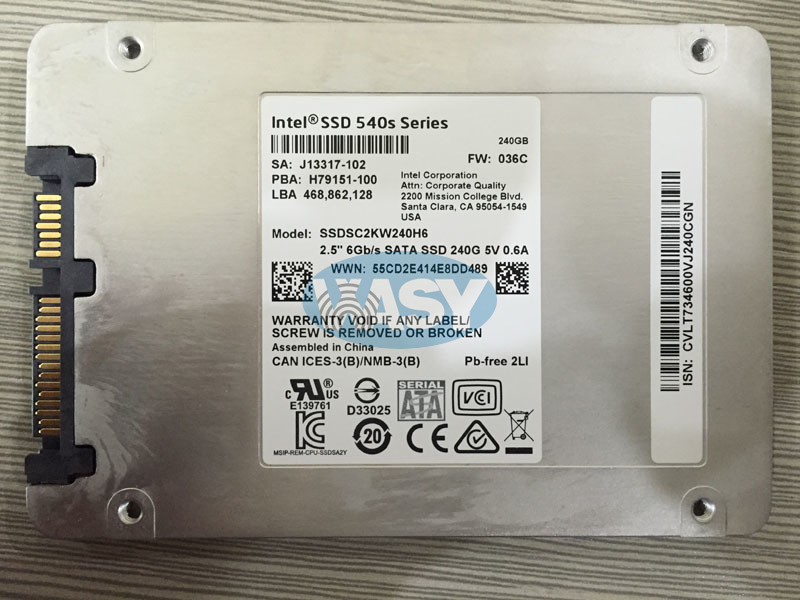 Intel® SSD 540s Series
240GB
SA: J13317-102
FW: 036C
PBA: H79151-100
LBA 468,862,128
Intel Corporation
Attn: Corporate Quality
2200 Mission College Blvd.
Santa Clara, CA 95054-1549
USA
Model: SSDSC2KW240H6
2.5" 6Gb/s SATA SSD 240G 5V 0.6A
WWN: 55CD2E414E8DD489
VASY
WARRANTY VOID IF ANY LABEL/
SCREW IS REMOVED OR BROKEN
Assembled in China
CAN ICES-3(B)/NMB-3(B)
Pb-free 2LI
c RU ® US
E139761
D33025
SERIAL
ATA
VCI
20
CE
MSIP-REM-CPU-SSDSA2Y
ISN: CVLT734600VJ240CGN